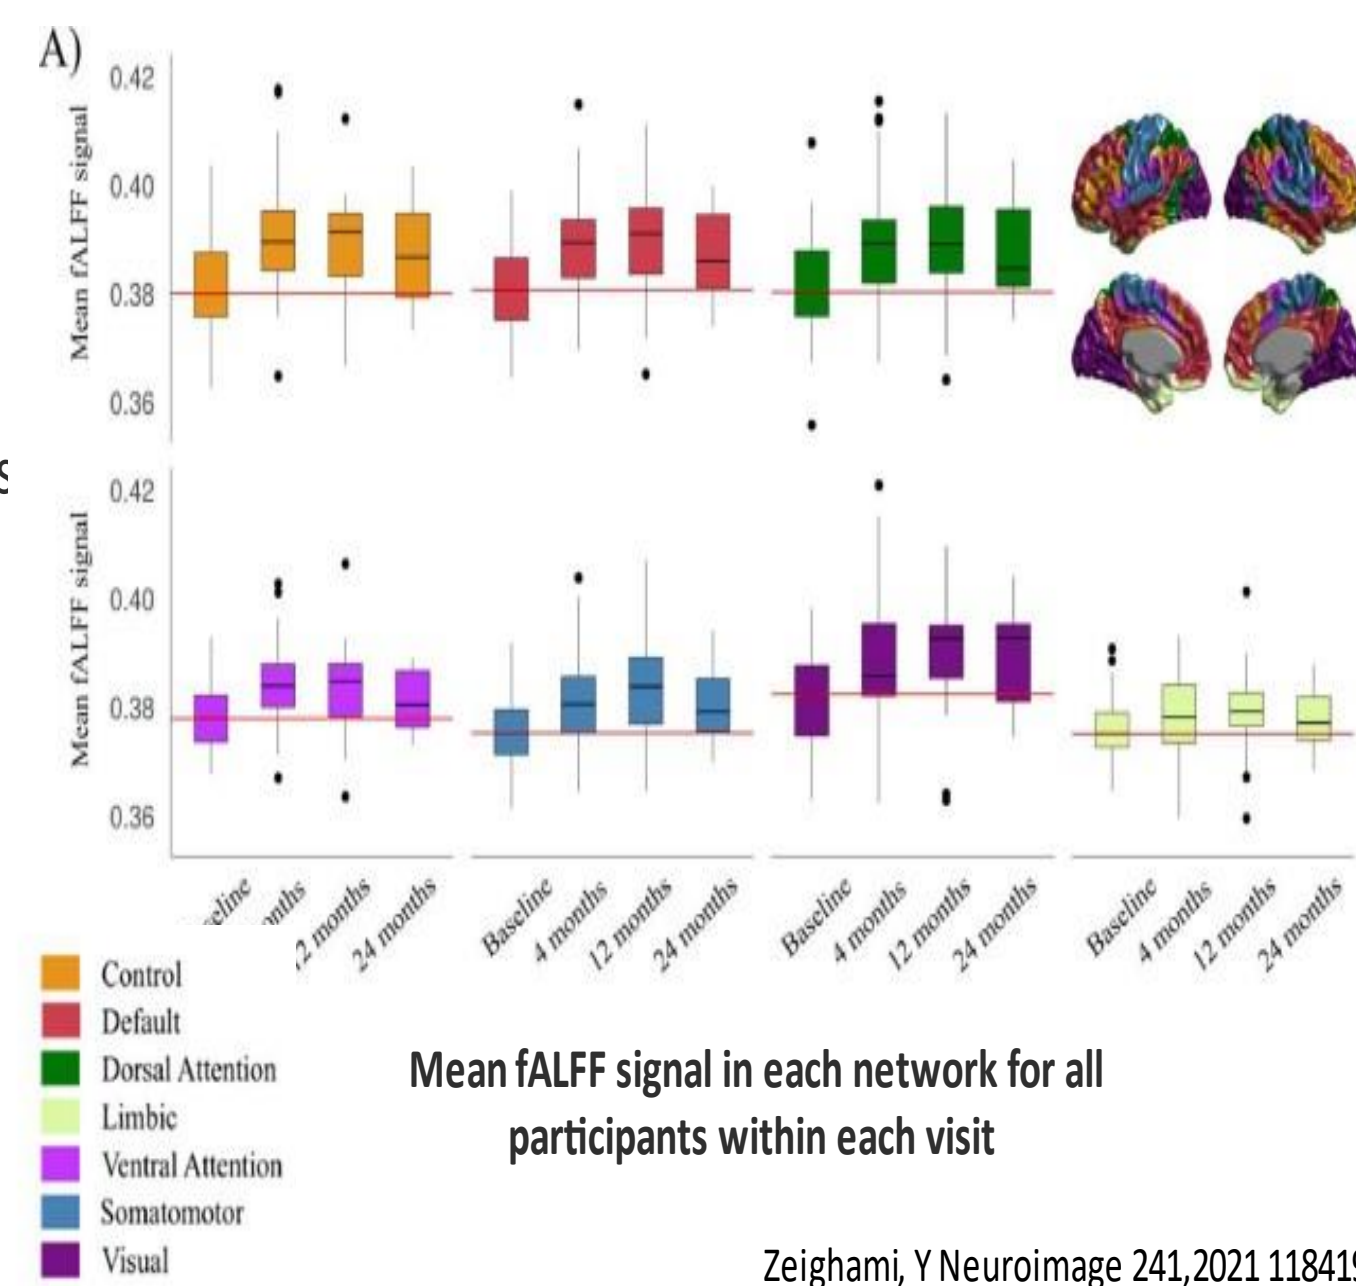 A)
Mean fALFF signal
0.42
0.40
0.38
0.36
s
Mean fALFF signal
0.42
0.40
0.38
0.36
seline
onths
12 months
24 months
Baseline
4 months
12 months
24 months
Baseline
4 months
12 months
24 months
Baseline
4 months
12 months
24 months
Control
Default
Dorsal Attention
Limbic
Ventral Attention
Somatomotor
Visual
Mean fALFF signal in each network for all
participants within each visit
Zeighami, Y Neuroimage 241,2021 118419